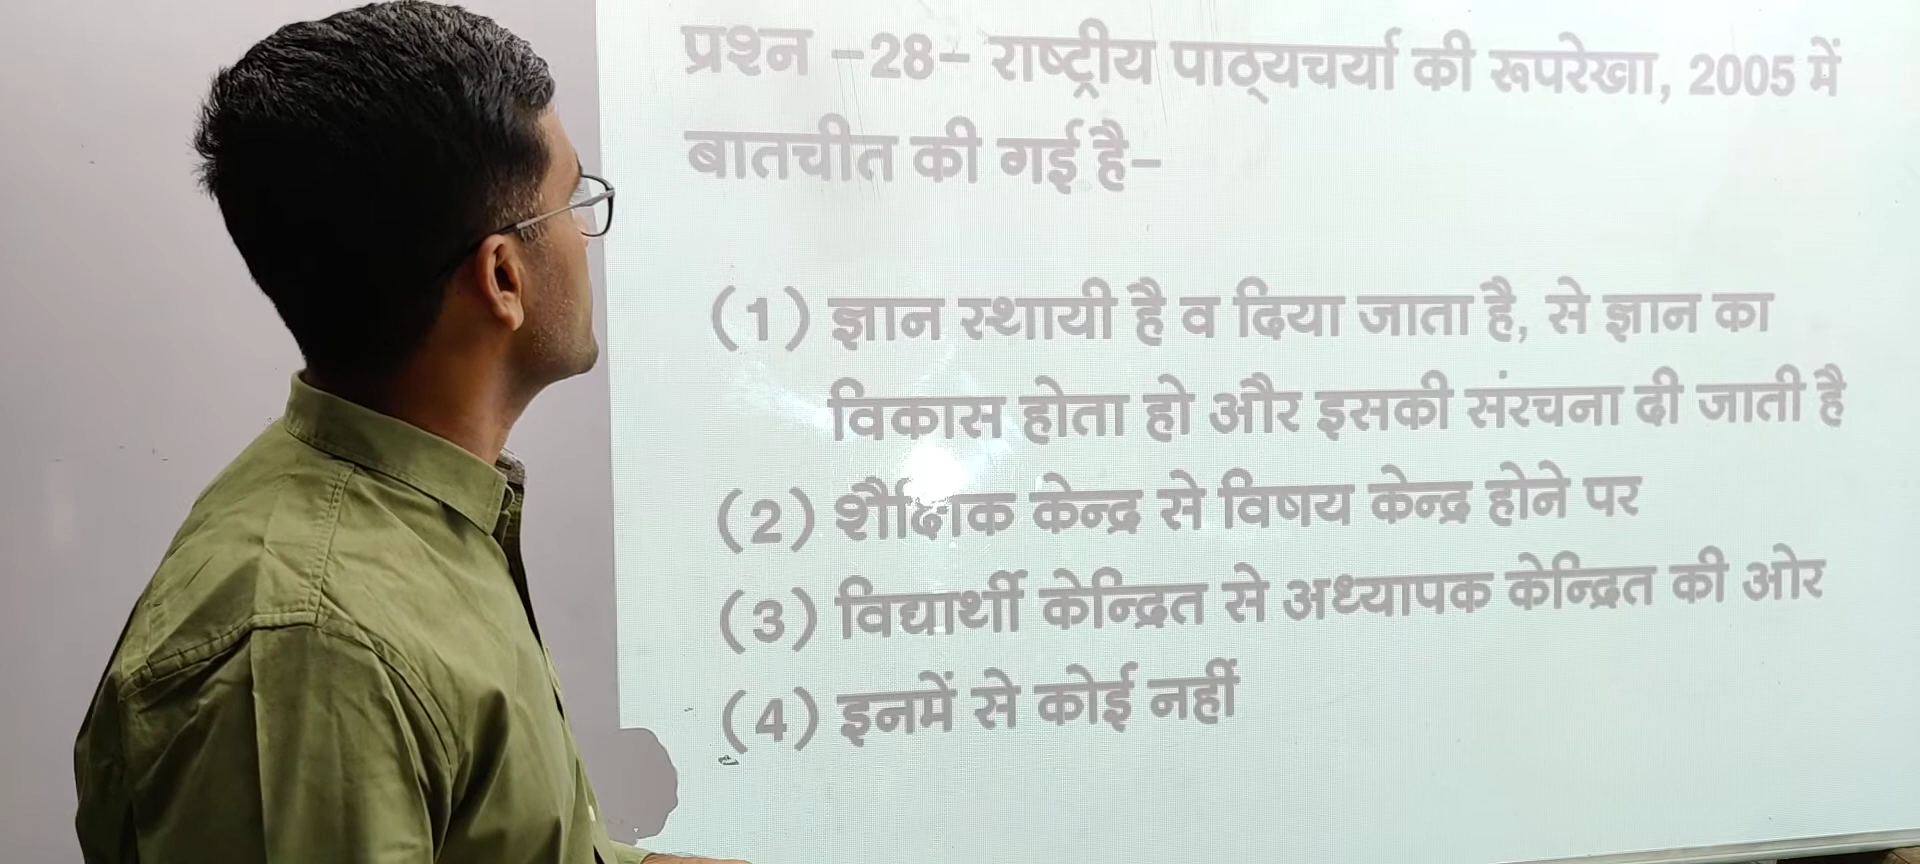 प्रश्न –28– राष्ट्रीय पाठ्यचर्या की रूपरेखा, 2005 में
बातचीत की गई है–
(1) ज्ञान स्थायी है व दिया जाता है, से ज्ञान का
विकास होता हो और इसकी संरचना दी जाती है
(2) शैक्षिक केन्द्र से विषय केन्द्र होने पर
(3) विद्यार्थी केन्द्रित से अध्यापक केन्द्रित की ओर
(4) इनमें से कोई नहीं